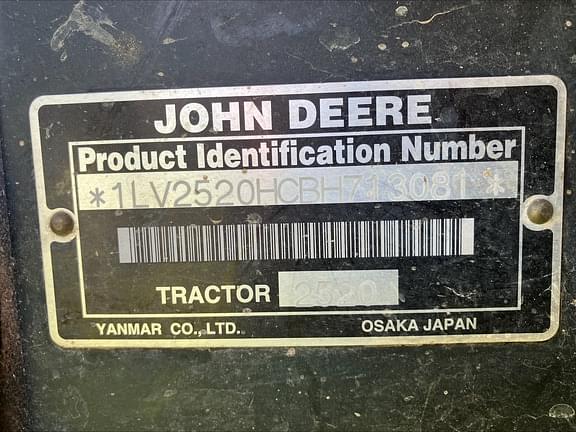 JOHN DEERE
Product Identification Number
*1LV2520HCBH713081*
TRACTOR 2520
YANMAR CO., LTD. OSAKA JAPAN